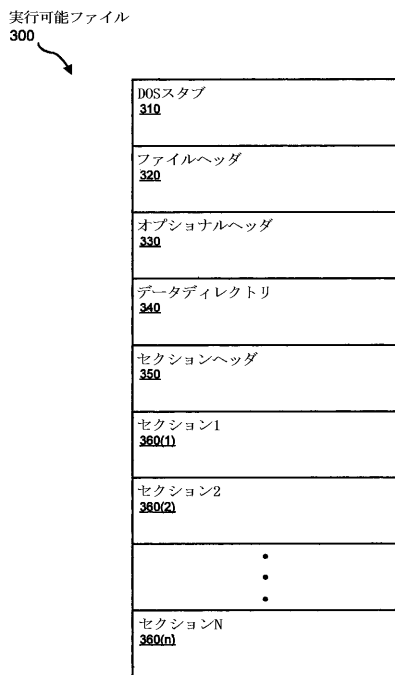 実行可能ファイル
300
DOSスタブ
310
ファイルヘッダ
320
オプショナルヘッダ
330
データディレクトリ
340
セクションヘッダ
350
セクション1
360(1)
セクション2
360(2)
セクションN
360(n)